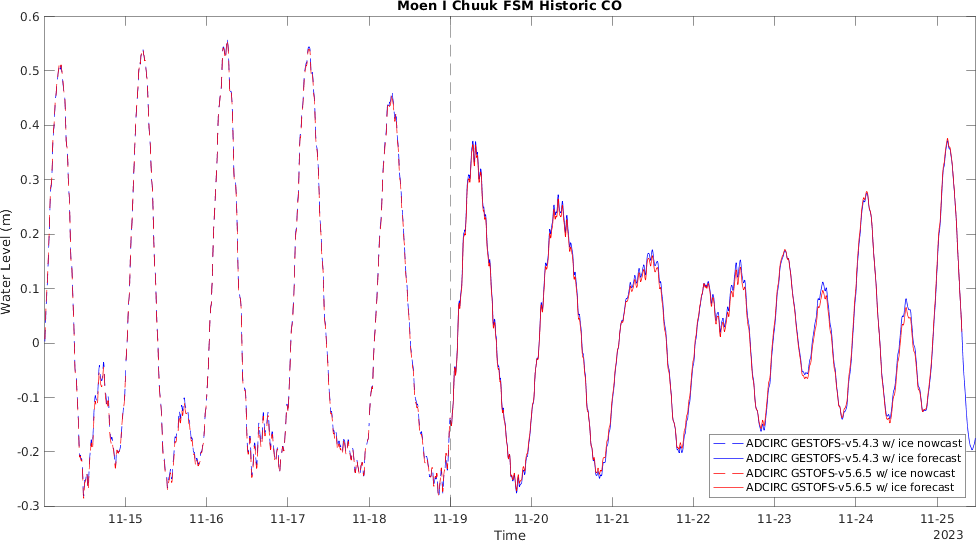 Moen I Chuuk FSM Historic CO
0.6
0.5
0.4
0.3
0.2
0.1
0
-0.1
-0.2
-0.3
Water Level (m)
11-15 11-16 11-17 11-18 11-19 11-20 11-21 11-22 11-23 11-24 11-25
Time
2023
ADCIRC GESTOFS-v5.4.3 w/ ice nowcast
ADCIRC GESTOFS-v5.4.3 w/ ice forecast
ADCIRC GSTOFS-v5.6.5 w/ ice nowcast
ADCIRC GSTOFS-v5.6.5 w/ ice forecast